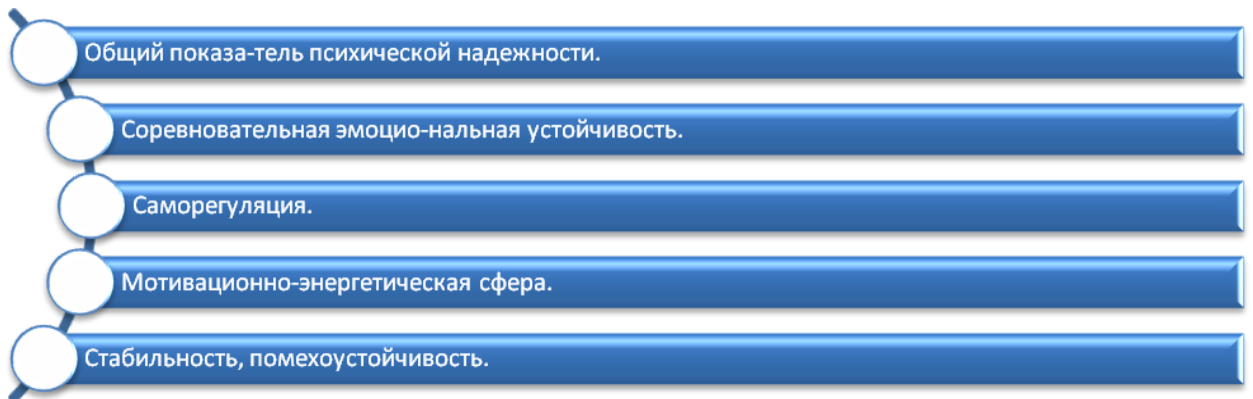 Общий показа-тель психической надежности.
Соревновательная эмоцио-нальная устойчивость.
Саморегуляция.
Мотивационно-энергетическая сфера.
Стабильность, помехоустойчивость.